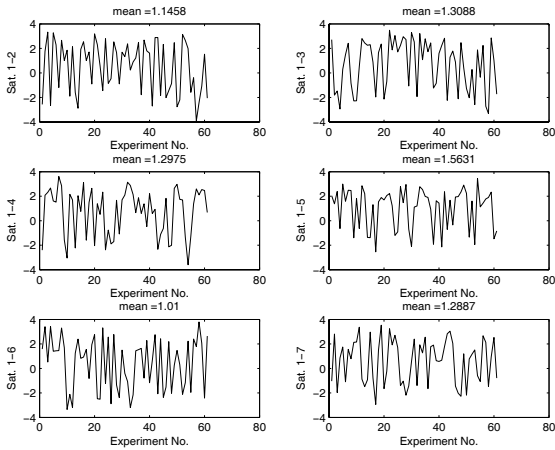 mean =1.1458
4
2
0
−2
−4
Sat. 1−2
0 20 40 60 80
Experiment No.
mean =1.3088
4
2
0
−2
−4
Sat. 1−3
0 20 40 60 80
Experiment No.
mean =1.2975
4
2
0
−2
−4
Sat. 1−4
0 20 40 60 80
Experiment No.
mean =1.5631
4
2
0
−2
−4
Sat. 1−5
0 20 40 60 80
Experiment No.
mean =1.01
4
2
0
−2
−4
Sat. 1−6
0 20 40 60 80
Experiment No.
mean =1.2887
4
2
0
−2
−4
Sat. 1−7
0 20 40 60 80
Experiment No.